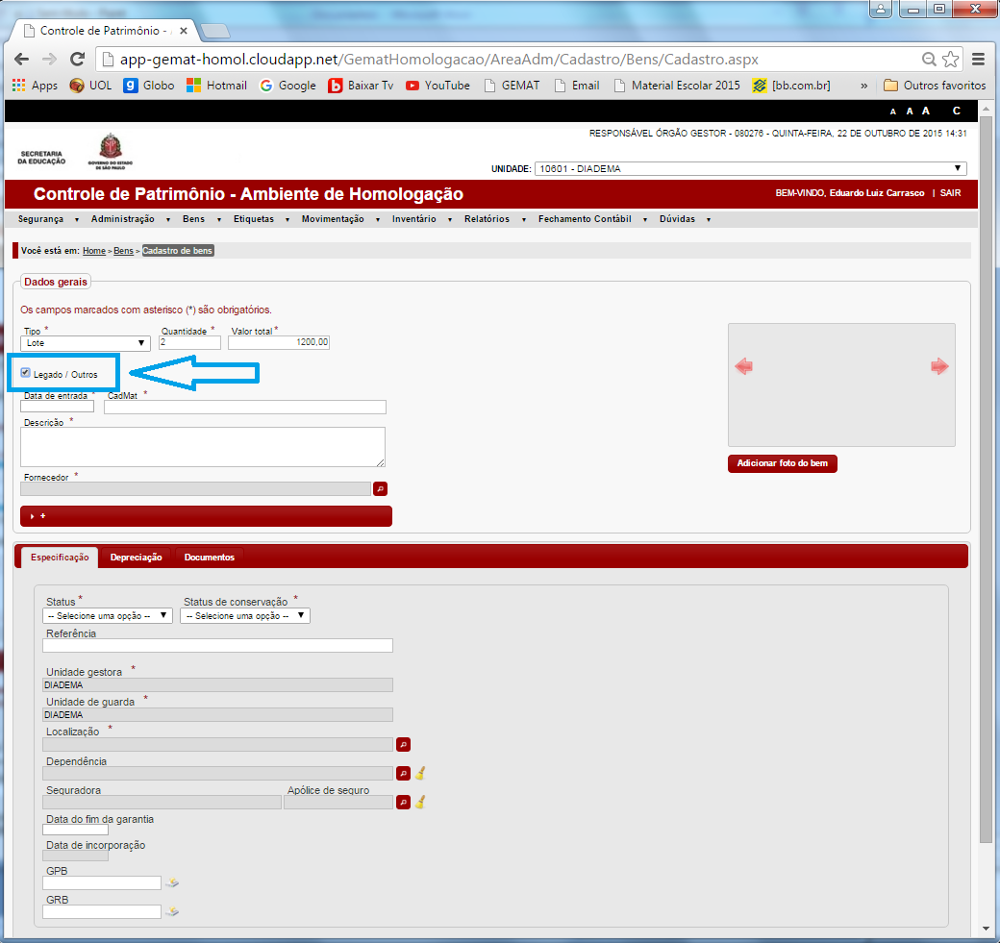 Controle de Patrimônio -
app-gemat-homol.cloudapp.net/GematHomologacao/AreaAdm/Cadastro/Bens/Cadastro.aspx
Apps UOL Globo Hotmail Google Baixar Tv YouTube GEMAT Email Material Escolar 2015 [bb.com.br] » Outros favoritos
A A A C
RESPONSÁVEL ÓRGÃO GESTOR - 080276 - QUINTA-FEIRA, 22 DE OUTUBRO DE 2015 14:31
SECRETARIA
DA EDUCAÇÃO
GOVERNO DO ESTADO
DE SÃO PAULO
UNIDADE: 10601 - DIADEMA
Controle de Patrimônio - Ambiente de Homologação
BEM-VINDO, Eduardo Luiz Carrasco | SAIR
Segurança Administração Bens Etiquetas Movimentação Inventário Relatórios Fechamento Contábil Dúvidas
Você está em: Home > Bens > Cadastro de bens
Dados gerais
Os campos marcados com asterisco (*) são obrigatórios.
Tipo * Quantidade * Valor total *
Lote 2 1200,00
Legado / Outros
Data de entrada * CadMat *
Descrição *
Fornecedor *
+
Adicionar foto do bem
Especificação Depreciação Documentos
Status * Status de conservação *
-- Selecione uma opção -- -- Selecione uma opção --
Referência
Unidade gestora *
DIADEMA
Unidade de guarda *
DIADEMA
Localização *
Dependência
Seguradora Apólice de seguro
Data do fim da garantia
Data de incorporação
GPB
GRB